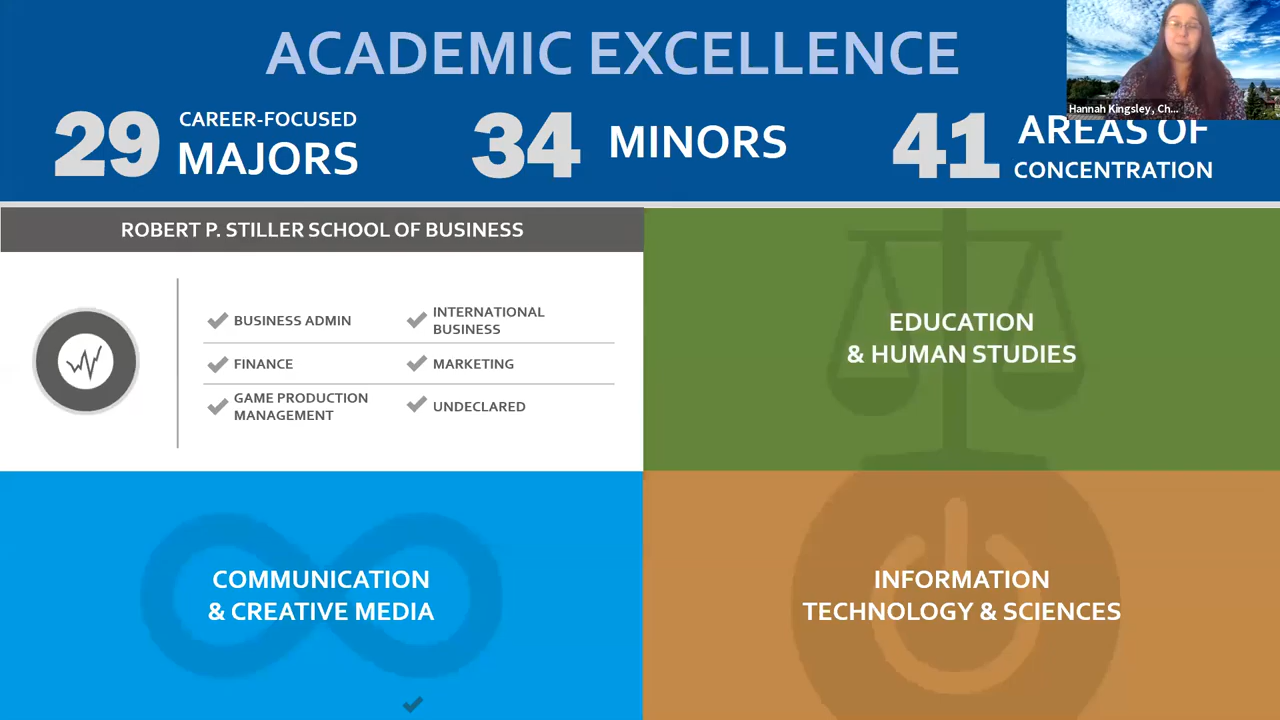 ACADEMIC EXCELLENCE
Hannah Kingsley, Ch...
29 CAREER-FOCUSED
MAJORS
34 MINORS
41 AREAS OF
CONCENTRATION
ROBERT P. STILLER SCHOOL OF BUSINESS
BUSINESS ADMIN
INTERNATIONAL
BUSINESS
FINANCE
MARKETING
GAME PRODUCTION
MANAGEMENT
UNDECLARED
EDUCATION
& HUMAN STUDIES
COMMUNICATION
& CREATIVE MEDIA
INFORMATION
TECHNOLOGY & SCIENCES